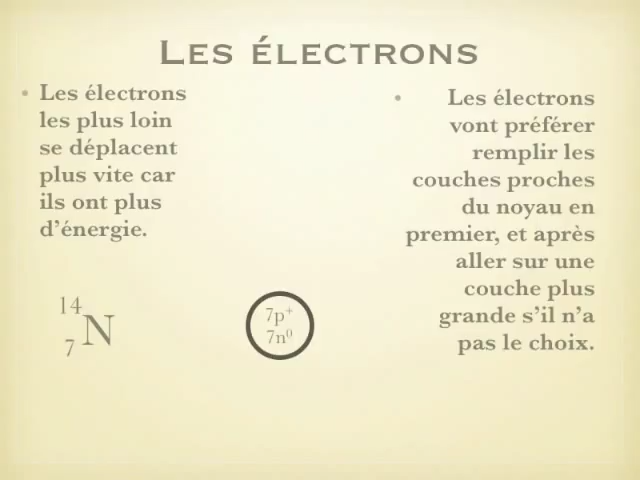 Les électrons
• Les électrons
les plus loin
se déplacent
plus vite car
ils ont plus
d'énergie.
• Les électrons
vont préférer
remplir les
couches proches
du noyau en
premier, et après
aller sur une
couche plus
grande s'il n'a
pas le choix.
14
7 N
7p⁺
7n⁰